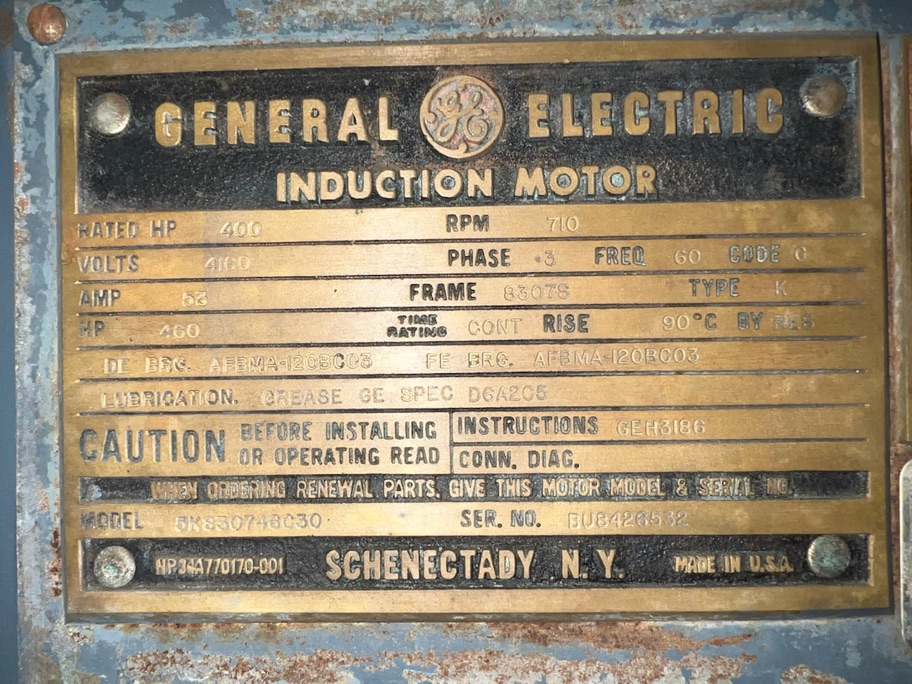 GENERAL GE ELECTRIC
INDUCTION MOTOR
RATED HP 400 RPM 710
VOLTS 4160 PHASE 3 FREQ 60 CODE G
AMP 53 FRAME 8307S TYPE K
HP 460 TIME RATING CONT RISE 90°C BY RES
DE BRG. AFBMA-120BC03 FE BRG. AFBMA-120BC03
LUBRICATION. GREASE GE SPEC D6A2C5
CAUTION BEFORE INSTALLING OR OPERATING READ
INSTRUCTIONS GEH3186
CONN. DIAG.
WHEN ORDERING RENEWAL PARTS, GIVE THIS MOTOR MODEL & SERIAL NO.
MODEL 5K830746C30 SER. NO. BU8426532
NP34A770170-001 SCHENECTADY N.Y. MADE IN U.S.A.